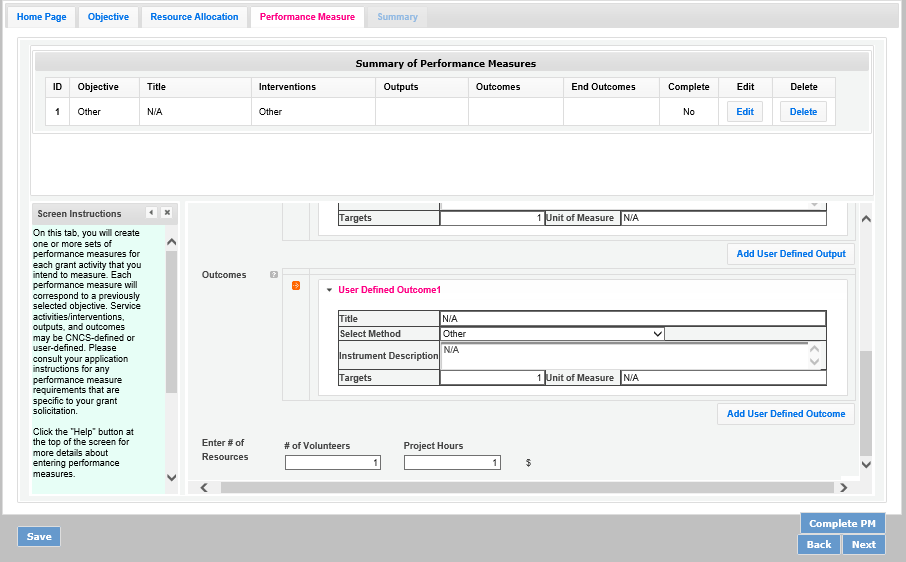 Home Page Objective Resource Allocation Performance Measure Summary
Summary of Performance Measures
ID Objective Title Interventions Outputs Outcomes End Outcomes Complete Edit Delete
1 Other N/A Other No Edit Delete
Screen Instructions
On this tab, you will create
one or more sets of
performance measures for
each grant activity that you
intend to measure. Each
performance measure will
correspond to a previously
selected objective. Service
activities/interventions,
outputs, and outcomes
may be CNCS-defined or
user-defined. Please
consult your application
instructions for any
performance measure
requirements that are
specific to your grant
solicitation.
Click the "Help" button at
the top of the screen for
more details about
entering performance
measures.
Targets 1 Unit of Measure N/A
Add User Defined Output
Outcomes ?
User Defined Outcome1
Title N/A
Select Method Other
Instrument Description N/A
Targets 1 Unit of Measure N/A
Add User Defined Outcome
Enter # of
Resources
# of Volunteers Project Hours
1 1 $
Save
Complete PM
Back Next